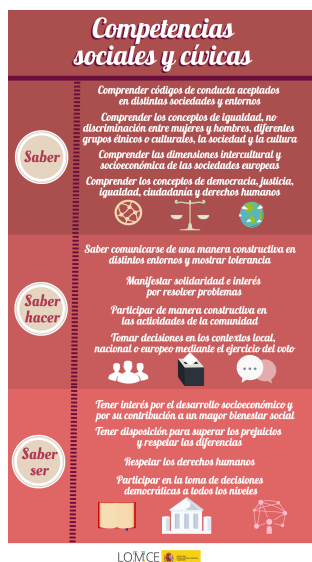 Competencias
sociales y cívicas
Saber
Comprender códigos de conducta aceptados
en distintas sociedades y entornos
Comprender los conceptos de igualdad, no
discriminación entre mujeres y hombres, diferentes
grupos étnicos o culturales, la sociedad y la cultura
Comprender las dimensiones intercultural y
socioeconómica de las sociedades europeas
Comprender los conceptos de democracia, justicia,
igualdad, ciudadanía y derechos humanos
Saber
hacer
Saber comunicarse de una manera constructiva en
distintos entornos y mostrar tolerancia
Manifestar solidaridad e interés
por resolver problemas
Participar de manera constructiva en
las actividades de la comunidad
Tomar decisiones en los contextos local,
nacional o europeo mediante el ejercicio del voto
Saber
ser
Tener interés por el desarrollo socioeconómico y
por su contribución a un mayor bienestar social
Tener disposición para superar los prejuicios
y respetar las diferencias
Respetar los derechos humanos
Participar en la toma de decisiones
democráticas a todos los niveles
LOMCE